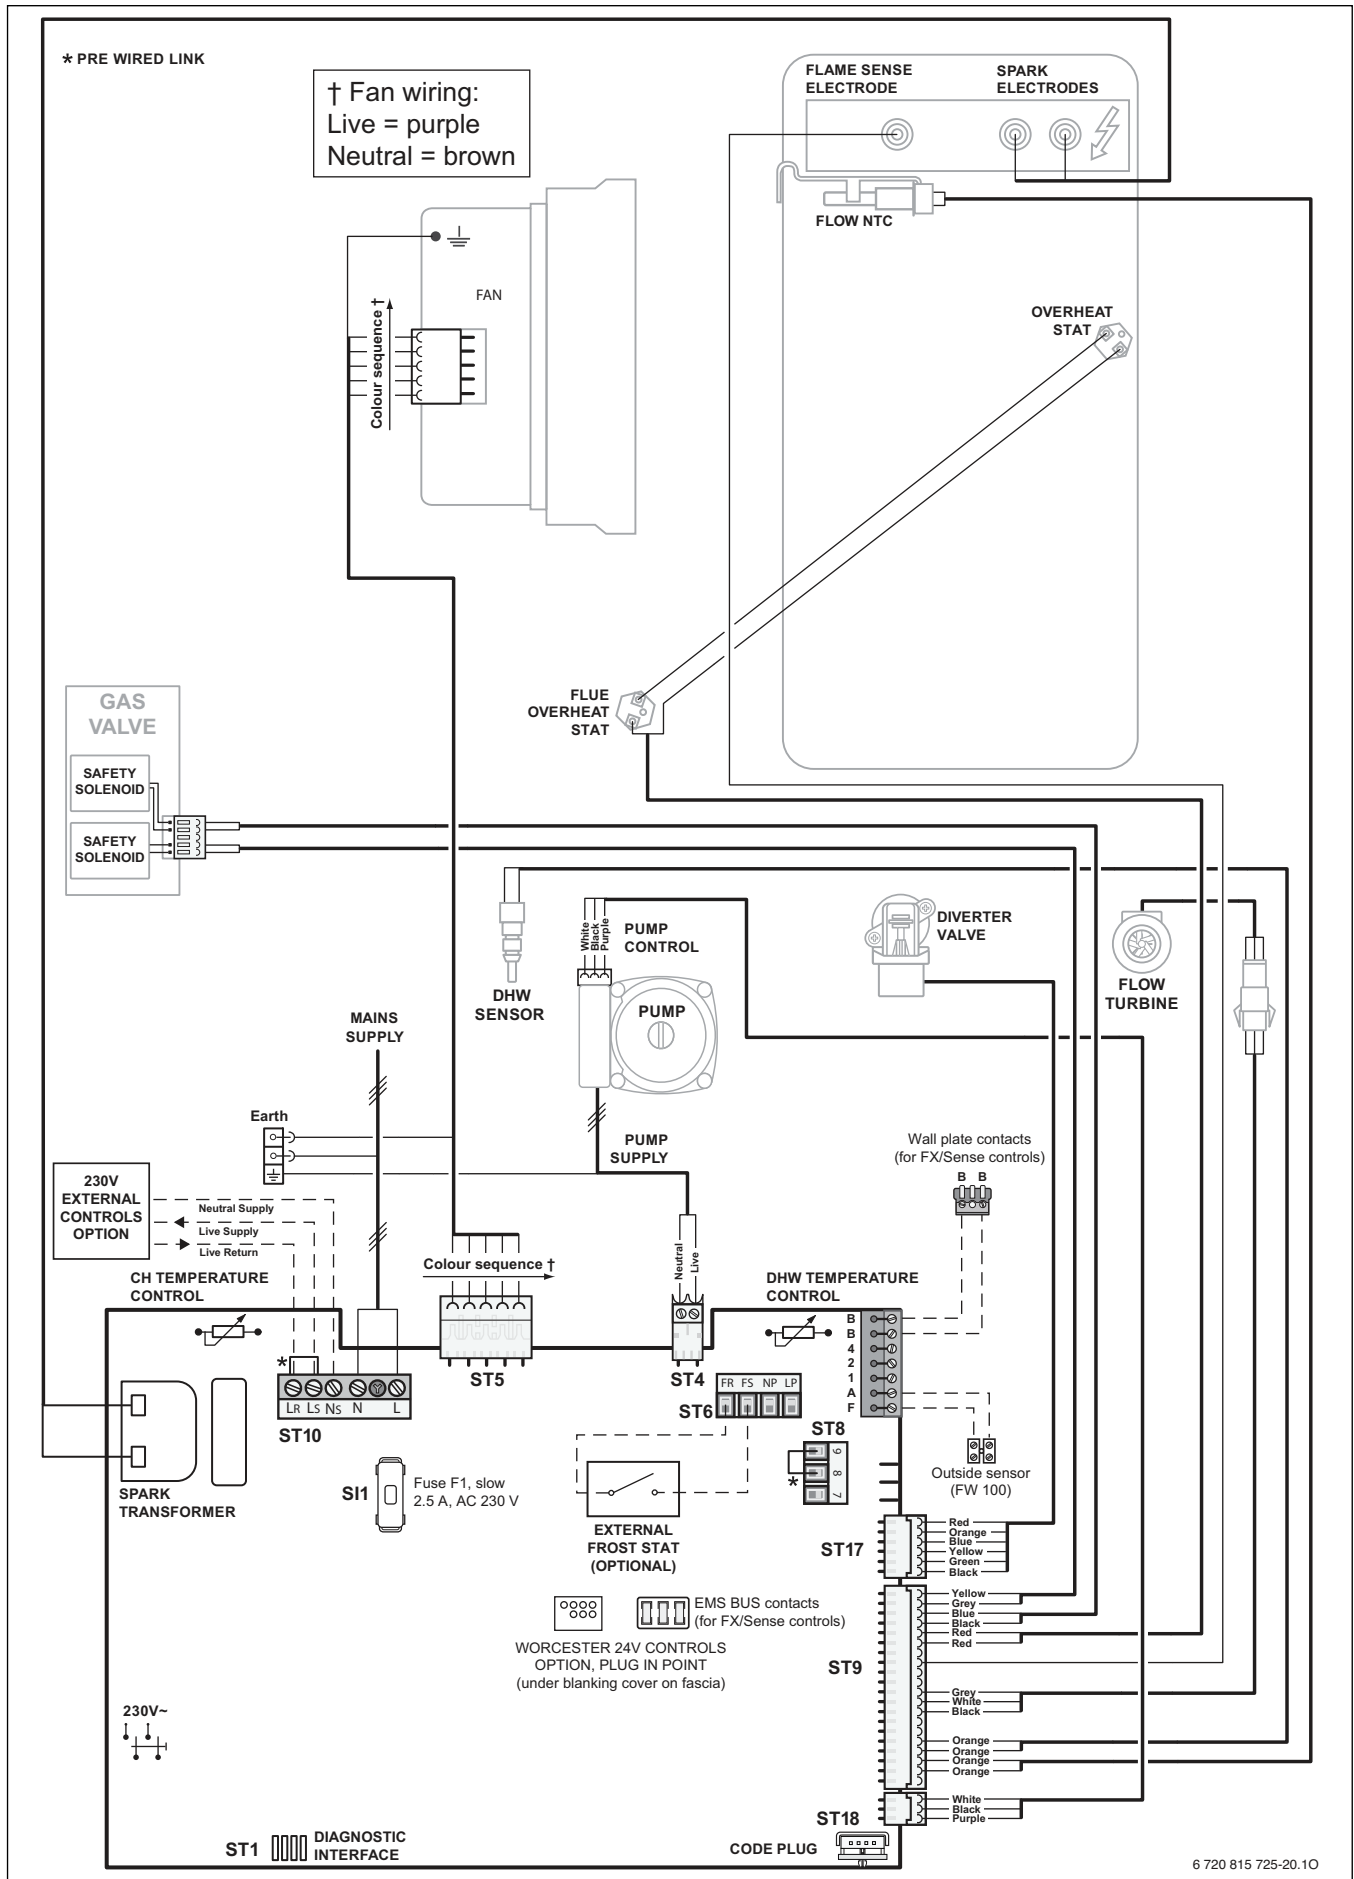 * PRE WIRED LINK
† Fan wiring:
Live = purple
Neutral = brown
FLAME SENSE
ELECTRODE
SPARK
ELECTRODES
FLOW NTC
FAN
Colour sequence †
OVERHEAT
STAT
FLUE
OVERHEAT
STAT
GAS
VALVE
SAFETY
SOLENOID
SAFETY
SOLENOID
White
Black
Purple
PUMP
CONTROL
DHW
SENSOR
PUMP
DIVERTER
VALVE
FLOW
TURBINE
MAINS
SUPPLY
Earth
PUMP
SUPPLY
Wall plate contacts
(for FX/Sense controls)
B B
230V
EXTERNAL
CONTROLS
OPTION
Neutral Supply
Live Supply
Live Return
Colour sequence †
Neutral
Live
CH TEMPERATURE
CONTROL
DHW TEMPERATURE
CONTROL
B
B
4
2
1
A
F
*
LR LS NS N L
ST10
ST5
ST4
FR FS NP LP
ST6
ST8
9
8
7
*
Outside sensor
(FW 100)
SPARK
TRANSFORMER
SI1
Fuse F1, slow
2.5 A, AC 230 V
EXTERNAL
FROST STAT
(OPTIONAL)
ST17
Red
Orange
Blue
Yellow
Green
Black
EMS BUS contacts
(for FX/Sense controls)
WORCESTER 24V CONTROLS
OPTION, PLUG IN POINT
(under blanking cover on fascia)
ST9
Yellow
Grey
Blue
Black
Red
Red
Grey
White
Black
Orange
Orange
Orange
Orange
230V~
ST18
White
Black
Purple
ST1
DIAGNOSTIC
INTERFACE
CODE PLUG
6 720 815 725-20.1O